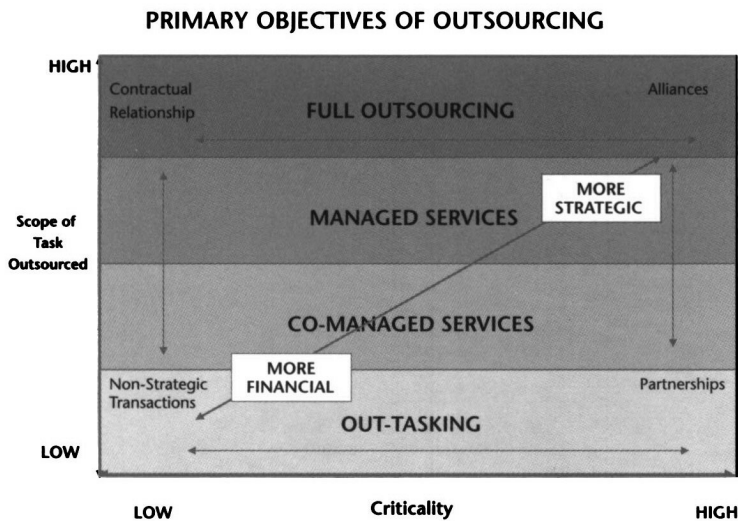 PRIMARY OBJECTIVES OF OUTSOURCING
HIGH
Contractual
Relationship
FULL OUTSOURCING
Alliances
MORE
STRATEGIC
MANAGED SERVICES
Scope of
Task
Outsourced
CO-MANAGED SERVICES
MORE
FINANCIAL
Non-Strategic
Transactions
Partnerships
OUT-TASKING
LOW
LOW
Criticality
HIGH